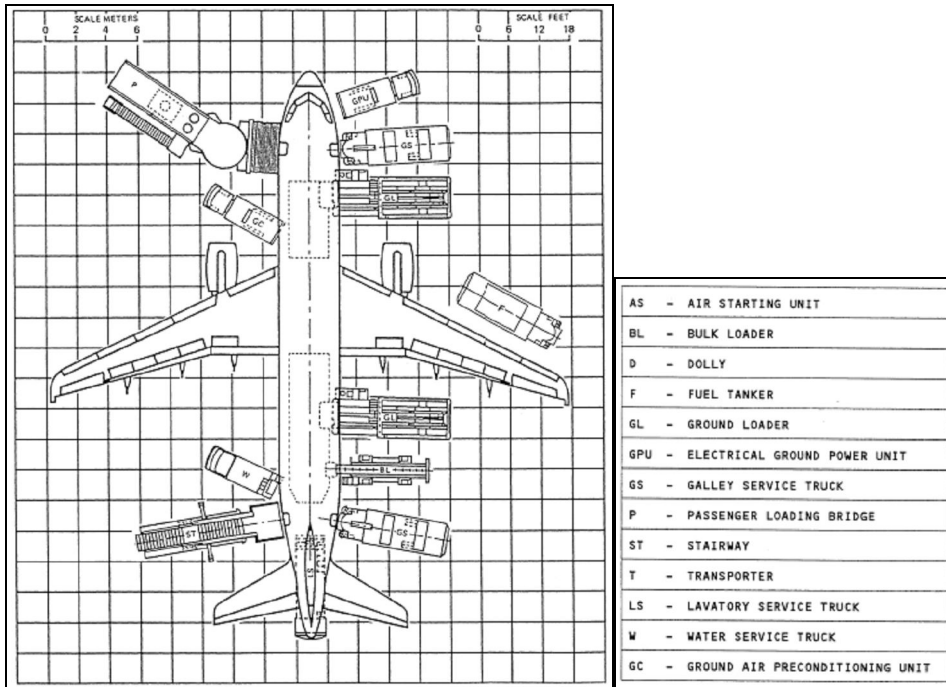 SCALE METERS
0 2 4 6
SCALE FEET
0 6 12 18
P
GPU
GS
GL
GC
F
GL
W
BL
ST
GS
LS
AS - AIR STARTING UNIT
BL - BULK LOADER
D - DOLLY
F - FUEL TANKER
GL - GROUND LOADER
GPU - ELECTRICAL GROUND POWER UNIT
GS - GALLEY SERVICE TRUCK
P - PASSENGER LOADING BRIDGE
ST - STAIRWAY
T - TRANSPORTER
LS - LAVATORY SERVICE TRUCK
W - WATER SERVICE TRUCK
GC - GROUND AIR PRECONDITIONING UNIT